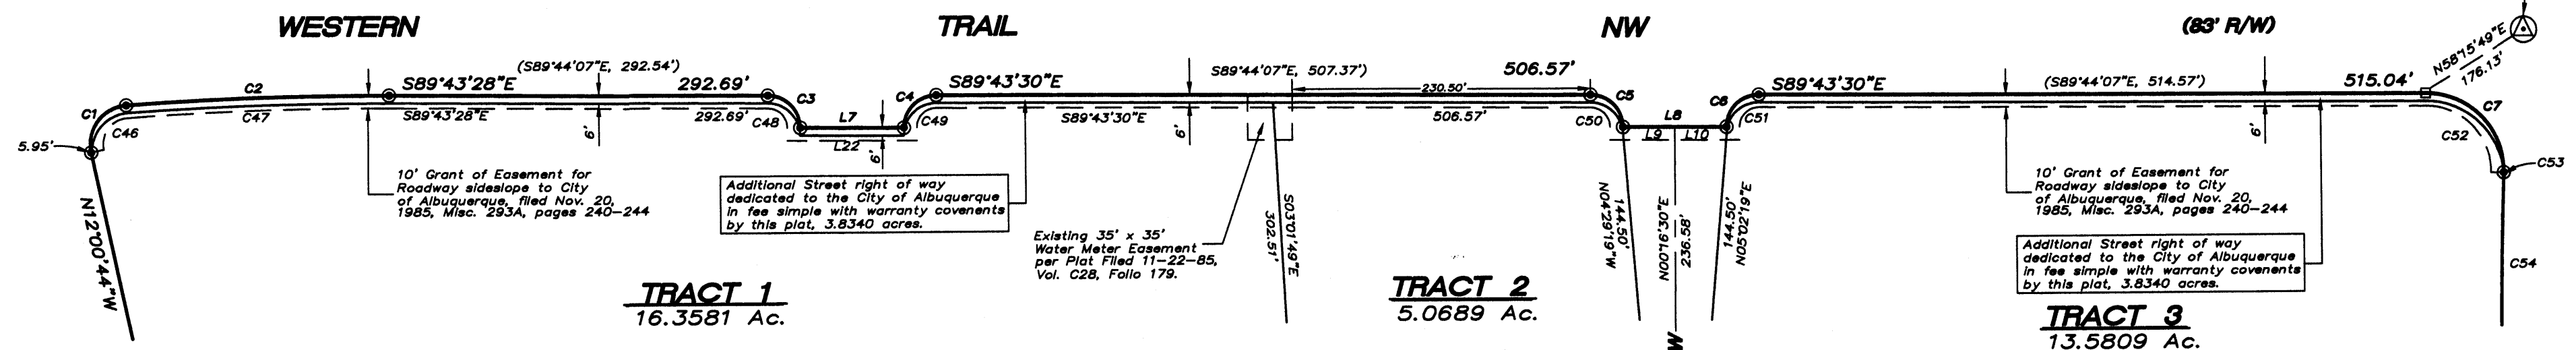 WESTERN TRAIL NW (83' R/W)
N58°15'49"E
176.13'
C1
C2
S89°43'28"E
(S89°44'07"E, 292.54')
292.69'
C3
L7
C4
S89°43'30"E
S89°44'07"E, 507.37')
230.50'
506.57'
C5
L8
C6
S89°43'30"E
(S89°44'07"E, 514.57')
515.04'
C7
C46
C47
S89°43'28"E
6'
292.69'
C48
L22
6'
C49
S89°43'30"E
6'
506.57'
C50
L9
L10
C51
6'
C52
C53
C54
5.95'
N12°00'44"W
10' Grant of Easement for
Roadway sideslope to City
of Albuquerque, filed Nov. 20,
1985, Misc. 293A, pages 240-244
Additional Street right of way
dedicated to the City of Albuquerque
in fee simple with warranty covenents
by this plat, 3.8340 acres.
Existing 35' x 35'
Water Meter Easement
per Plat Filed 11-22-85,
Vol. C28, Folio 179.
S03°01'49"E
302.51'
N04°29'19"W
144.50'
N00°16'30"E
236.58'
144.50'
N05°02'19"E
W
10' Grant of Easement for
Roadway sideslope to City
of Albuquerque, filed Nov. 20,
1985, Misc. 293A, pages 240-244
Additional Street right of way
dedicated to the City of Albuquerque
in fee simple with warranty covenents
by this plat, 3.8340 acres.
TRACT 1
16.3581 Ac.
TRACT 2
5.0689 Ac.
TRACT 3
13.5809 Ac.